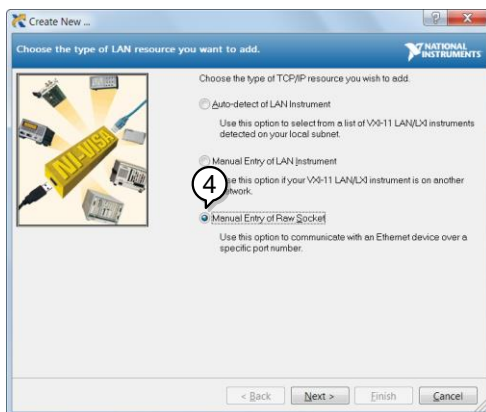 Create New ...
Choose the type of LAN resource you want to add.
NATIONAL
INSTRUMENTS
Choose the type of TCP/IP resource you wish to add.
Auto-detect of LAN Instrument
Use this option to select from a list of VXI-11 LAN/LXI instruments
detected on your local subnet.
Manual Entry of LAN Instrument
4
se this option if your VXI-11 LAN/LXI instrument is on another
etwork.
Manual Entry of Raw Socket
Use this option to communicate with an Ethernet device over a
specific port number.
NI-VISA
< Back
Next >
Finish
Cancel